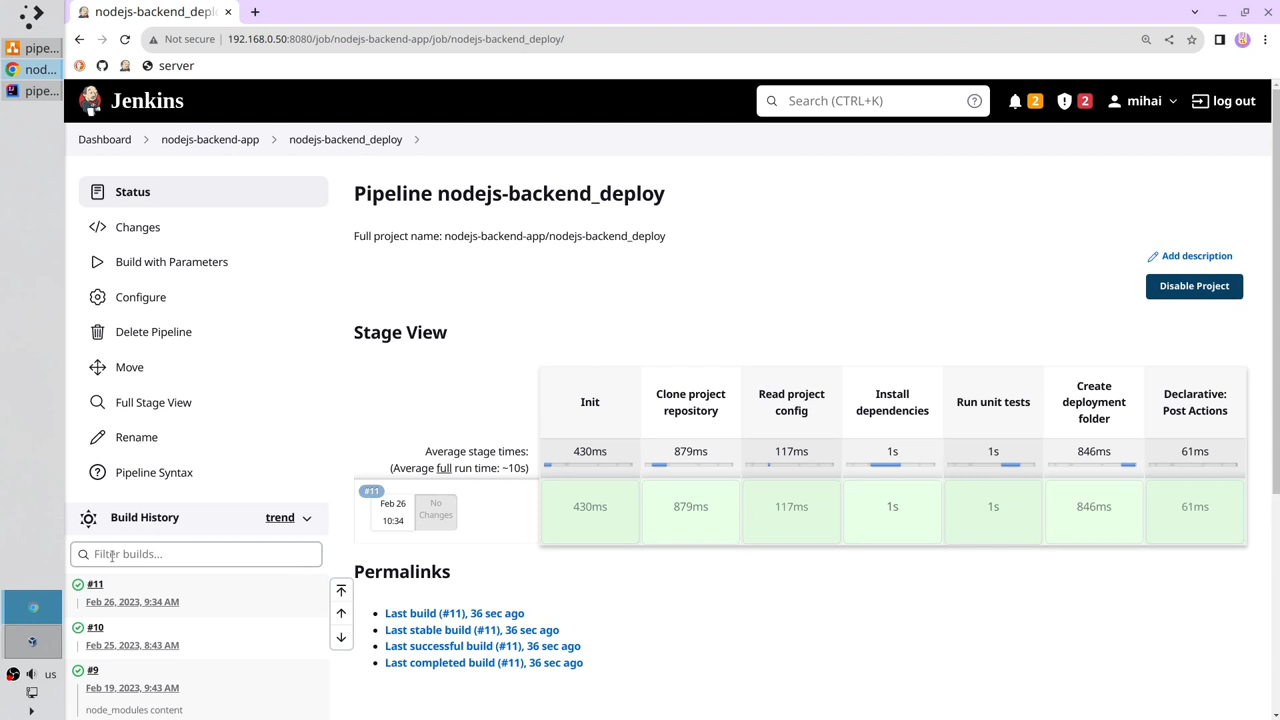 nodejs-backend_depl
pipe...
nod...
pipe...
Not secure
192.168.0.50:8080/job/nodejs-backend-app/job/nodejs-backend_deploy/
server
Jenkins
Search (CTRL+K)
2
2
mihai
log out
Dashboard
nodejs-backend-app
nodejs-backend_deploy
Status
Changes
Build with Parameters
Configure
Delete Pipeline
Move
Full Stage View
Rename
Pipeline Syntax
Build History
trend
Filter builds...
#11
Feb 26, 2023, 9:34 AM
#10
Feb 25, 2023, 8:43 AM
#9
Feb 19, 2023, 9:43 AM
node_modules content
us
Pipeline nodejs-backend_deploy
Full project name: nodejs-backend-app/nodejs-backend_deploy
Add description
Disable Project
Stage View
Init
Clone project
repository
Read project
config
Install
dependencies
Run unit tests
Create
deployment
folder
Declarative:
Post Actions
Average stage times:
(Average full run time: ~10s)
430ms
879ms
117ms
1s
1s
846ms
61ms
#11
Feb 26
10:34
No
Changes
430ms
879ms
117ms
1s
1s
846ms
61ms
Permalinks
Last build (#11), 36 sec ago
Last stable build (#11), 36 sec ago
Last successful build (#11), 36 sec ago
Last completed build (#11), 36 sec ago